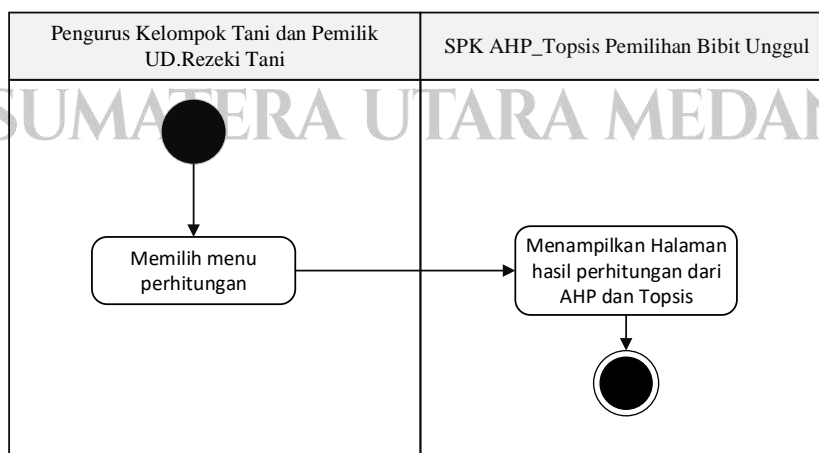 Pengurus Kelompok Tani dan Pemilik
UD.Rezeki Tani
SPK AHP_Topsis Pemilihan Bibit Unggul
SUMATERA UTARA MEDAN
Memilih menu
perhitungan
Menampilkan Halaman
hasil perhitungan dari
AHP dan Topsis